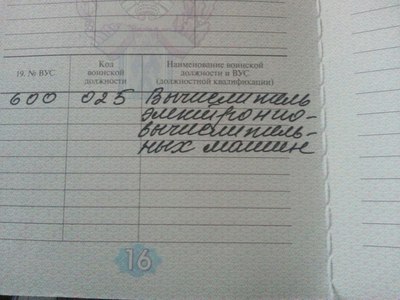 19. № ВУС
Код
воинской
должности
Наименование воинской
должности и ВУС
(должностной квалификации)
600 025 Вычислитель
электронно-
вычислитель-
ных машин
16